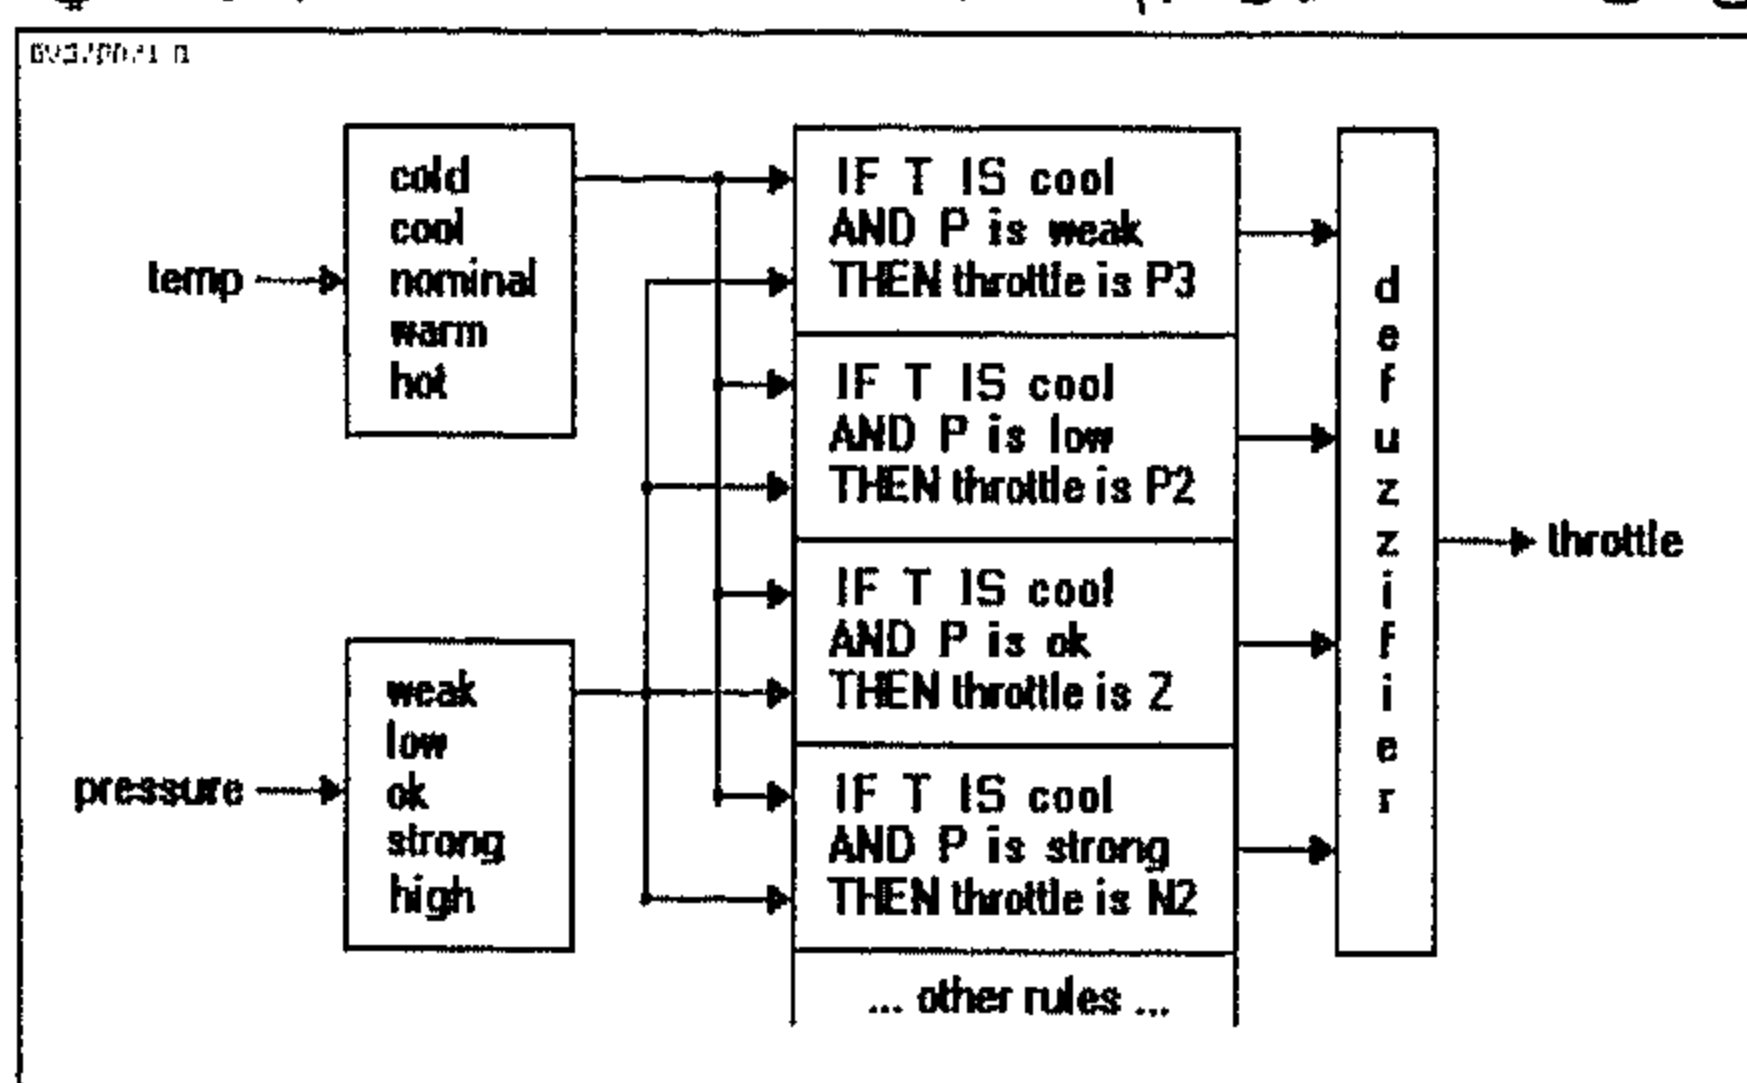 temp
cold
cool
nominal
warm
hot
pressure
weak
low
ok
strong
high
IF T IS cool
AND P is weak
THEN throttle is P3
IF T IS cool
AND P is low
THEN throttle is P2
IF T IS cool
AND P is ok
THEN throttle is Z
IF T IS cool
AND P is strong
THEN throttle is N2
... other rules ...
defuzzifier
throttle